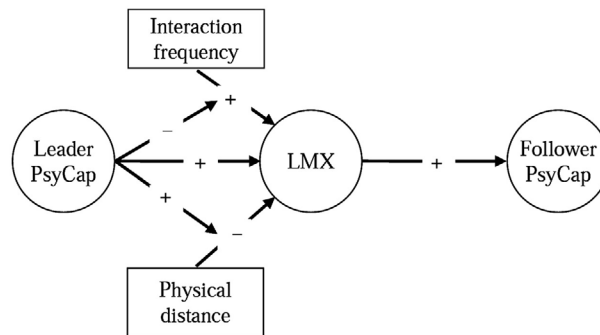 Interaction
frequency
+
−
Leader
PsyCap
+
LMX
+
Follower
PsyCap
+
−
Physical
distance